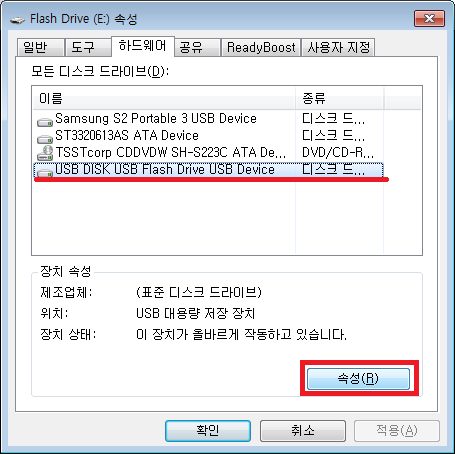 Flash Drive (E:) 속성
일반 도구 하드웨어 공유 ReadyBoost 사용자 지정
모든 디스크 드라이브(D):
이름 종류
Samsung S2 Portable 3 USB Device 디스크 드...
ST3320613AS ATA Device 디스크 드...
TSSTcorp CDDVDW SH-S223C ATA De... DVD/CD-R...
USB DISK USB Flash Drive USB Device 디스크 드...
장치 속성
제조업체: (표준 디스크 드라이브)
위치: USB 대용량 저장 장치
장치 상태: 이 장치가 올바르게 작동하고 있습니다.
속성(R)
확인 취소 적용(A)